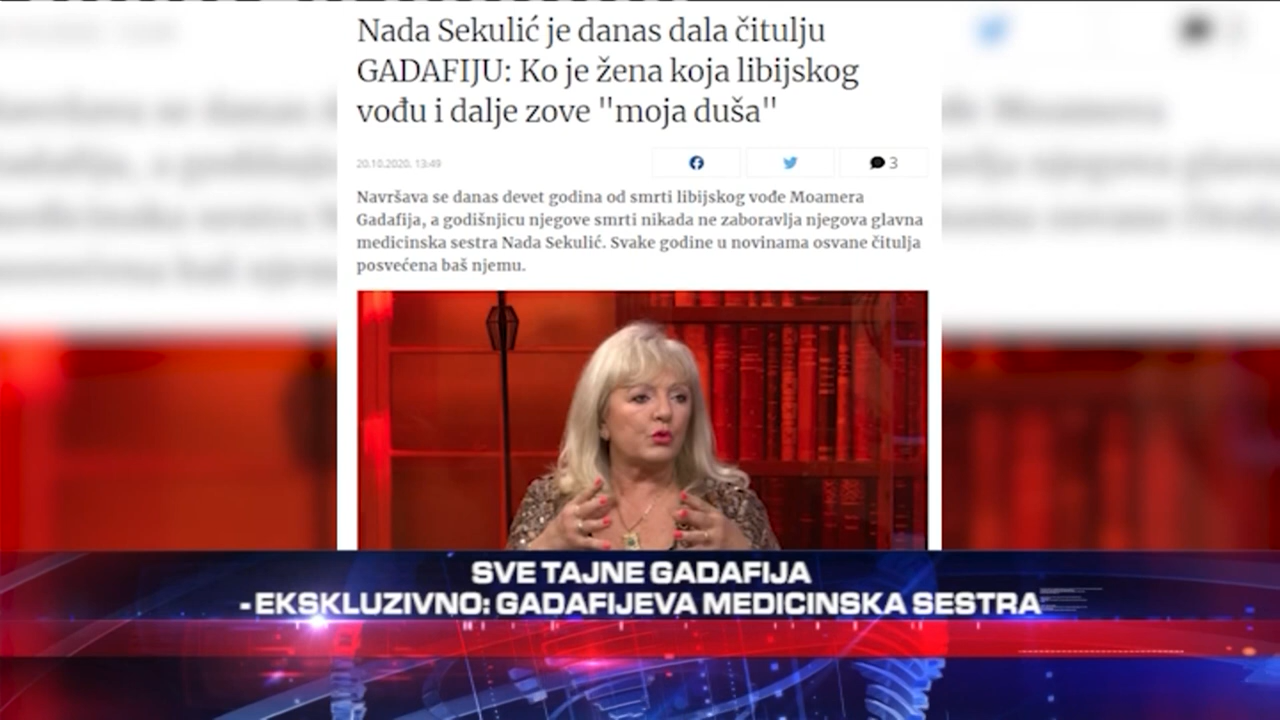 Nada Sekulić je danas dala čitulju
GADAFIJU: Ko je žena koja libijskog
vođu i dalje zove "moja duša"
20.10.2020. 13:49
3
Navršava se danas devet godina od smrti libijskog vođe Moamera
Gadafija, a godišnjicu njegove smrti nikada ne zaboravlja njegova glavna
medicinska sestra Nada Sekulić. Svake godine u novinama osvane čitulja
posvećena baš njemu.
SVE TAJNE GADAFIJA
- EKSKLUZIVNO: GADAFIJEVA MEDICINSKA SESTRA